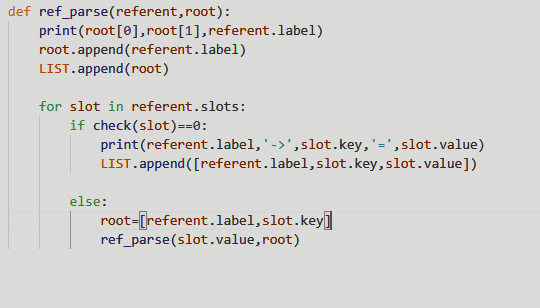 def ref_parse(referent,root):
    print(root[0],root[1],referent.label)
    root.append(referent.label)
    LIST.append(root)
    for slot in referent.slots:
        if check(slot)==0:
            print(referent.label,'->',slot.key,'=',slot.value)
            LIST.append([referent.label,slot.key,slot.value])
        else:
            root=[referent.label,slot.key]
            ref_parse(slot.value,root)